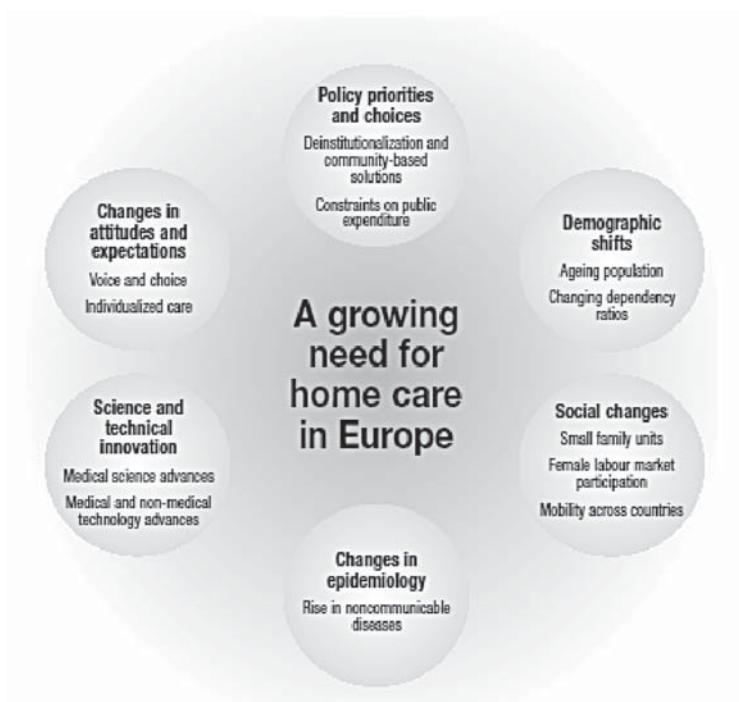 Policy priorities
and choices
Deinstitutionalization and
community-based
solutions
Constraints on public
expenditure
Demographic
shifts
Ageing population
Changing dependency
ratios
Social changes
Small family units
Female labour market
participation
Mobility across countries
Changes in
epidemiology
Rise in noncommunicable
diseases
Science and
technical
innovation
Medical science advances
Medical and non-medical
technology advances
Changes in
attitudes and
expectations
Voice and choice
Individualized care
A growing
need for
home care
in Europe